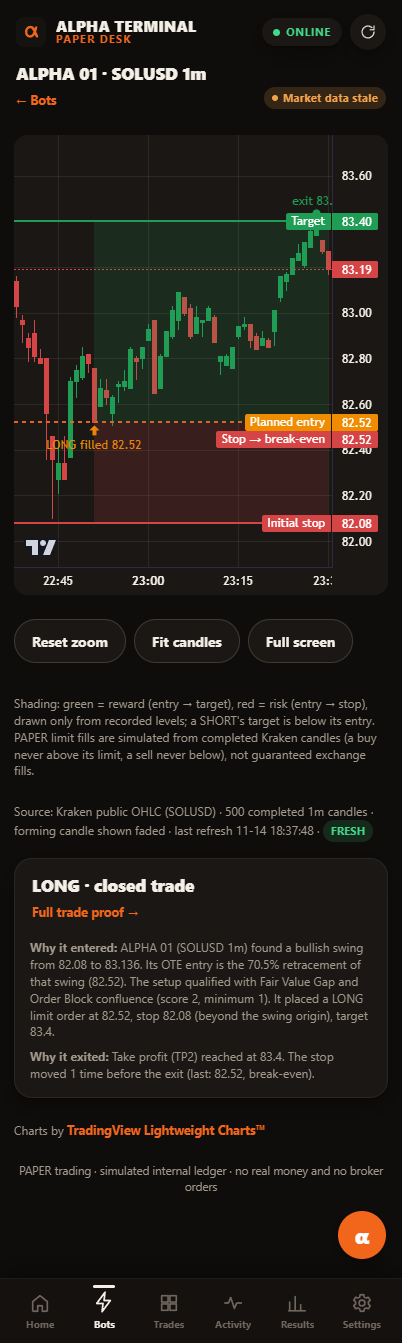 α
ALPHA TERMINAL
PAPER DESK
ONLINE
ALPHA 01 · SOLUSD 1m
← Bots
Market data stale
83.60
exit 83.
Target 83.40
83.19
83.00
82.80
82.60
Planned entry 82.52
Stop → break-even 82.52
LONG filled 82.52
82.40
82.20
Initial stop 82.08
82.00
22:45 23:00 23:15 23:
Reset zoom
Fit candles
Full screen
Shading: green = reward (entry → target), red = risk (entry → stop),
drawn only from recorded levels; a SHORT's target is below its entry.
PAPER limit fills are simulated from completed Kraken candles (a buy
never above its limit, a sell never below), not guaranteed exchange
fills.
Source: Kraken public OHLC (SOLUSD) · 500 completed 1m candles ·
forming candle shown faded · last refresh 11-14 18:37:48 · FRESH
LONG · closed trade
Full trade proof →
Why it entered: ALPHA 01 (SOLUSD 1m) found a bullish swing
from 82.08 to 83.136. Its OTE entry is the 70.5% retracement of
that swing (82.52). The setup qualified with Fair Value Gap and
Order Block confluence (score 2, minimum 1). It placed a LONG
limit order at 82.52, stop 82.08 (beyond the swing origin), target
83.4.
Why it exited: Take profit (TP2) reached at 83.4. The stop
moved 1 time before the exit (last: 82.52, break-even).
Charts by TradingView Lightweight Charts™
PAPER trading · simulated internal ledger · no real money and no broker
orders
α
Home
Bots
Trades
Activity
Results
Settings